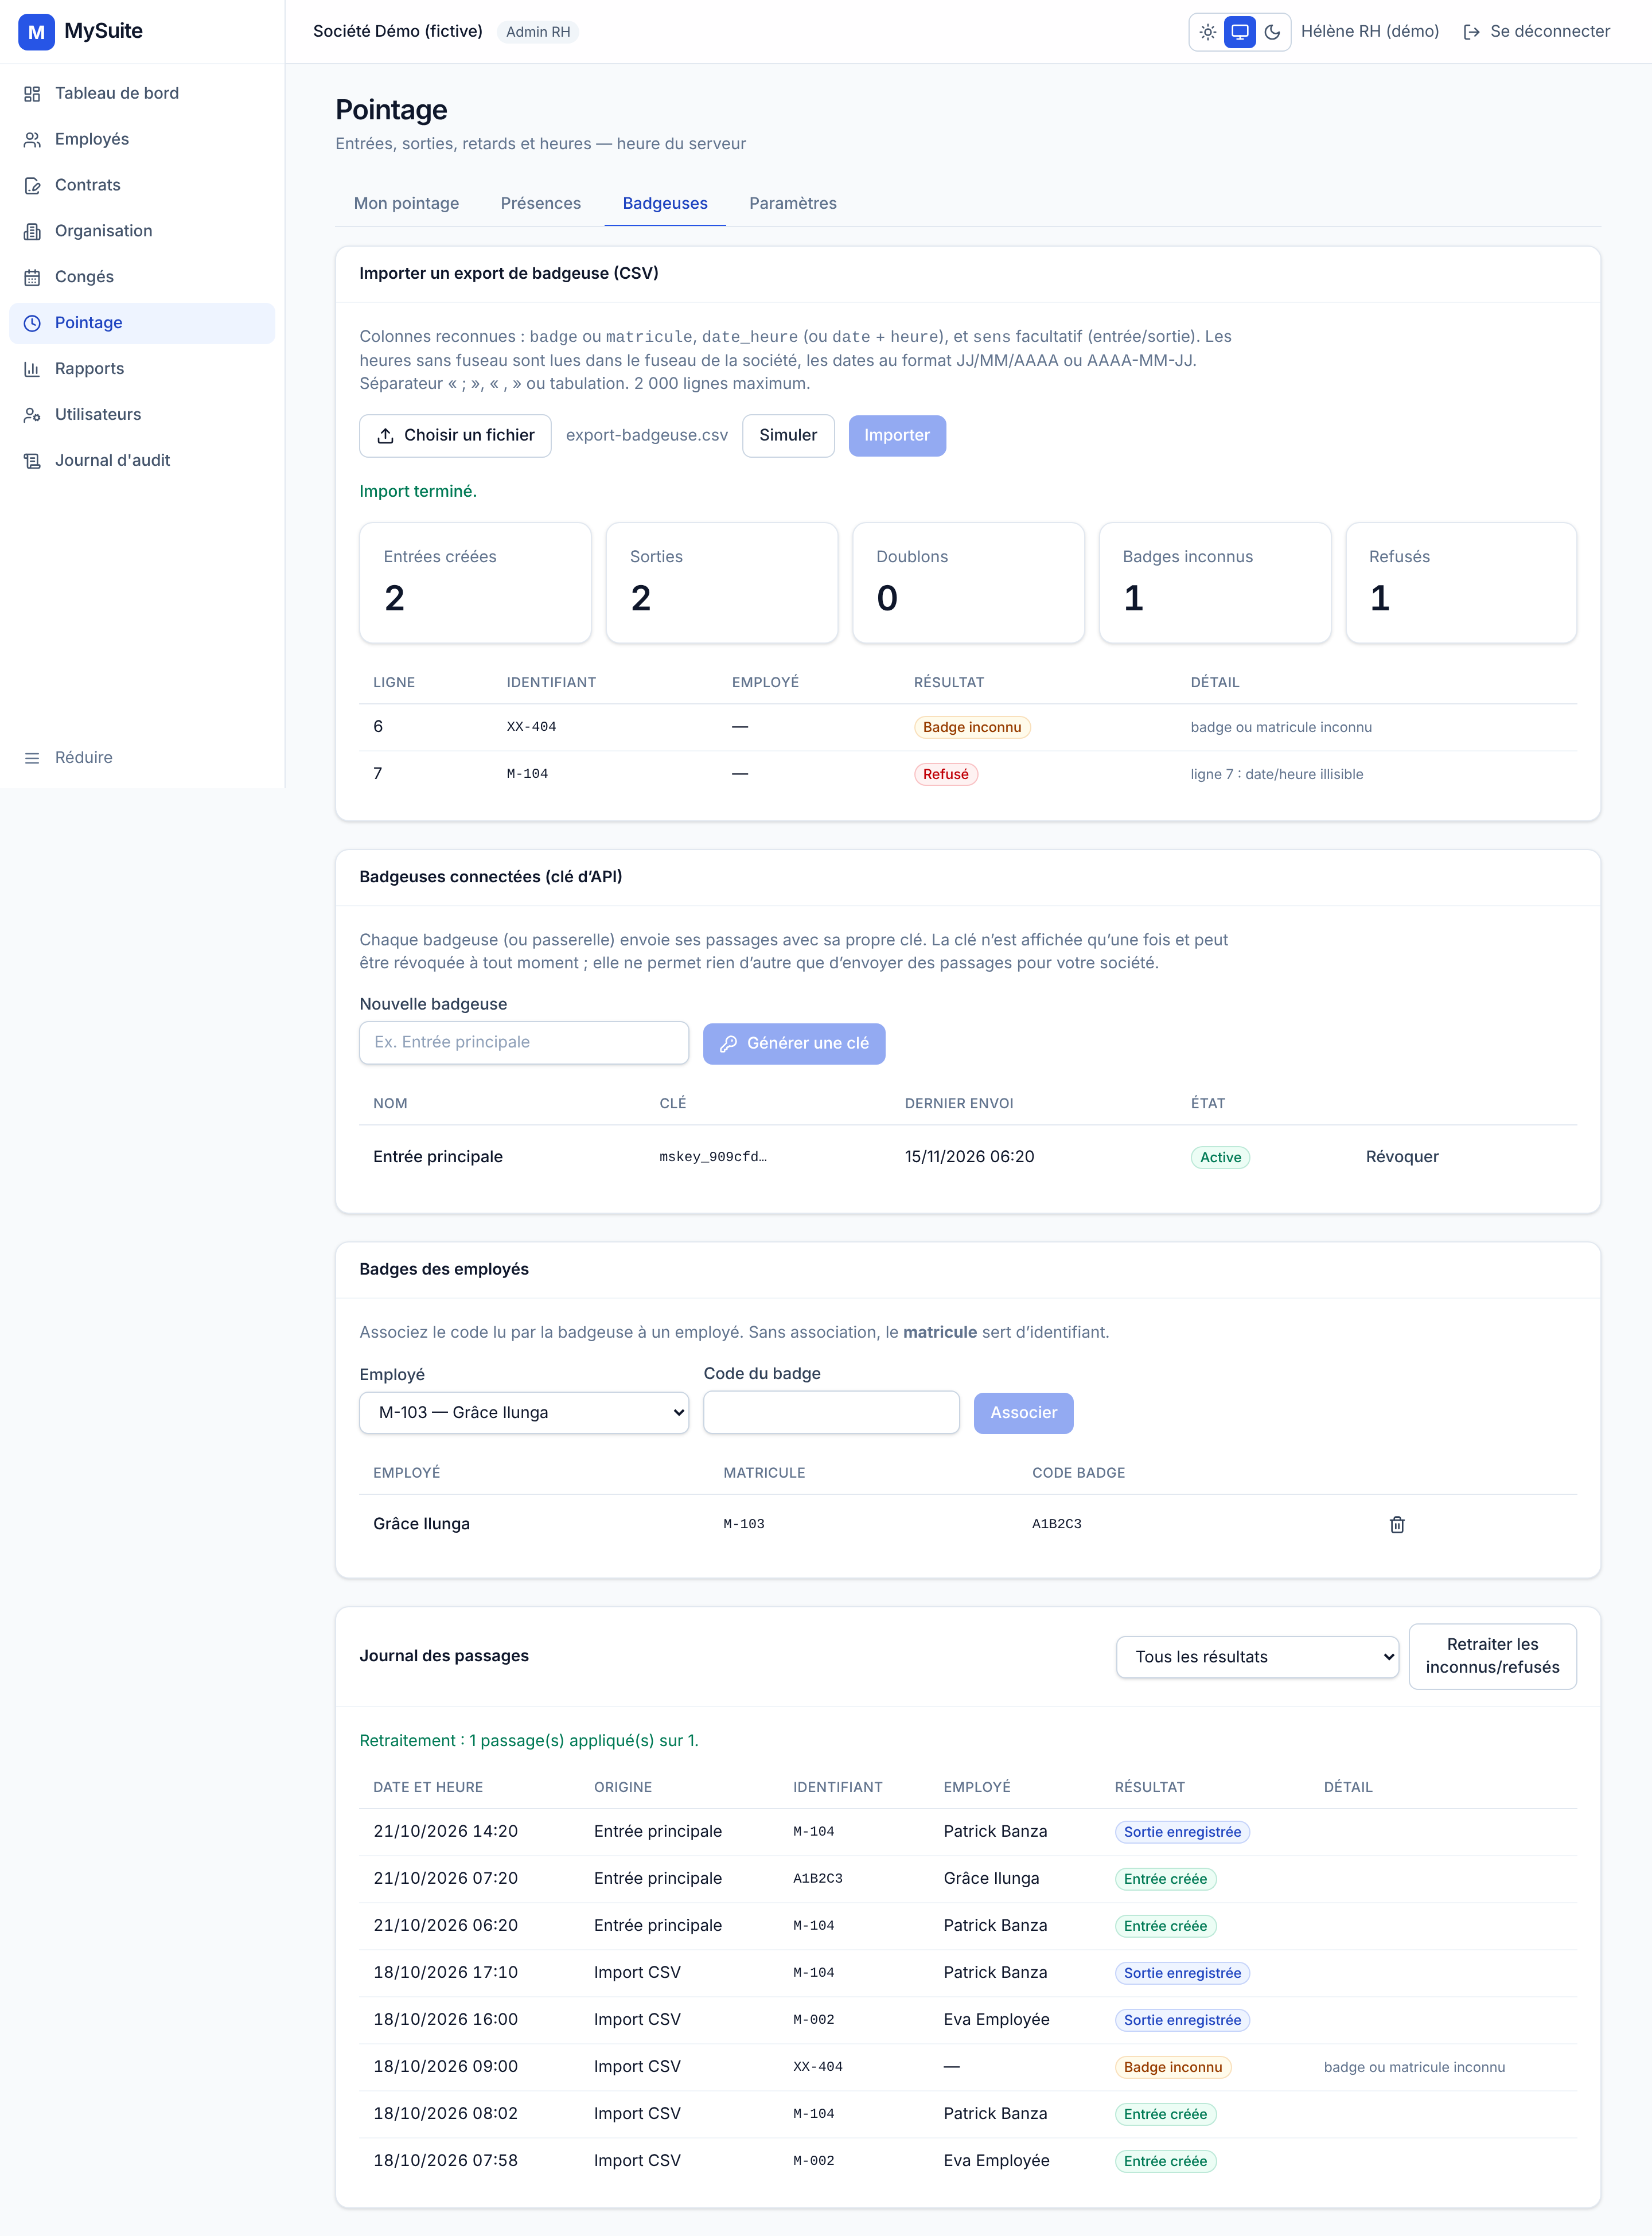 M MySuite
Société Démo (fictive) Admin RH
Hélène RH (démo) Se déconnecter
Tableau de bord
Employés
Contrats
Organisation
Congés
Pointage
Rapports
Utilisateurs
Journal d'audit
Réduire
Pointage
Entrées, sorties, retards et heures — heure du serveur
Mon pointage Présences Badgeuses Paramètres
Importer un export de badgeuse (CSV)
Colonnes reconnues : badge ou matricule, date_heure (ou date + heure), et sens facultatif (entrée/sortie). Les
heures sans fuseau sont lues dans le fuseau de la société, les dates au format JJ/MM/AAAA ou AAAA-MM-JJ.
Séparateur « ; », « , » ou tabulation. 2 000 lignes maximum.
Choisir un fichier export-badgeuse.csv Simuler Importer
Import terminé.
Entrées créées Sorties Doublons Badges inconnus Refusés
2 2 0 1 1
LIGNE IDENTIFIANT EMPLOYÉ RÉSULTAT DÉTAIL
6 XX-404 — Badge inconnu badge ou matricule inconnu
7 M-104 — Refusé ligne 7 : date/heure illisible
Badgeuses connectées (clé d’API)
Chaque badgeuse (ou passerelle) envoie ses passages avec sa propre clé. La clé n’est affichée qu’une fois et peut
être révoquée à tout moment ; elle ne permet rien d’autre que d’envoyer des passages pour votre société.
Nouvelle badgeuse
Ex. Entrée principale Générer une clé
NOM CLÉ DERNIER ENVOI ÉTAT
Entrée principale mskey_909cfd… 15/11/2026 06:20 Active Révoquer
Badges des employés
Associez le code lu par la badgeuse à un employé. Sans association, le matricule sert d’identifiant.
Employé Code du badge
M-103 — Grâce Ilunga Associer
EMPLOYÉ MATRICULE CODE BADGE
Grâce Ilunga M-103 A1B2C3
Journal des passages Tous les résultats Retraiter les
inconnus/refusés
Retraitement : 1 passage(s) appliqué(s) sur 1.
DATE ET HEURE ORIGINE IDENTIFIANT EMPLOYÉ RÉSULTAT DÉTAIL
21/10/2026 14:20 Entrée principale M-104 Patrick Banza Sortie enregistrée
21/10/2026 07:20 Entrée principale A1B2C3 Grâce Ilunga Entrée créée
21/10/2026 06:20 Entrée principale M-104 Patrick Banza Entrée créée
18/10/2026 17:10 Import CSV M-104 Patrick Banza Sortie enregistrée
18/10/2026 16:00 Import CSV M-002 Eva Employée Sortie enregistrée
18/10/2026 09:00 Import CSV XX-404 — Badge inconnu badge ou matricule inconnu
18/10/2026 08:02 Import CSV M-104 Patrick Banza Entrée créée
18/10/2026 07:58 Import CSV M-002 Eva Employée Entrée créée